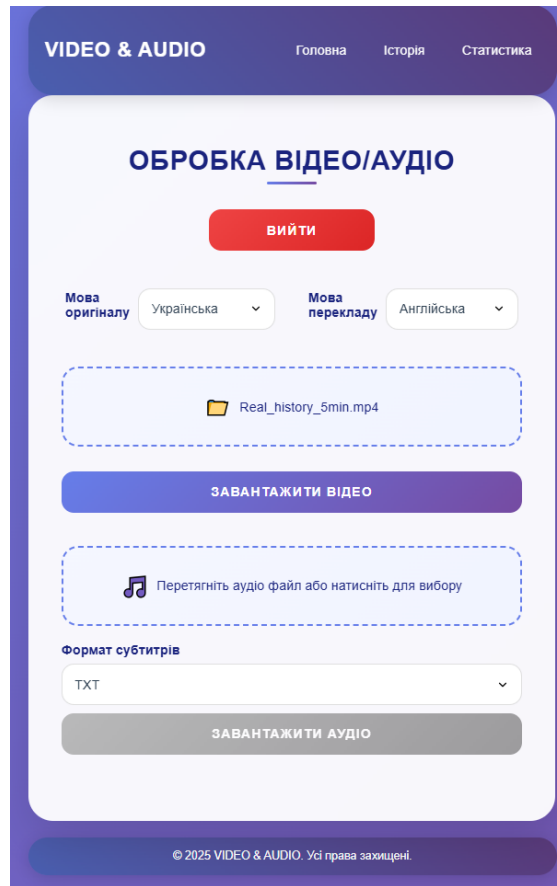 VIDEO & AUDIO
Головна
Історія
Статистика
ОБРОБКА ВІДЕО/АУДІО
ВИЙТИ
Мова
оригіналу
Українська
Мова
перекладу
Англійська
Real_history_5min.mp4
ЗАВАНТАЖИТИ ВІДЕО
Перетягніть аудіо файл або натисніть для вибору
Формат субтитрів
TXT
ЗАВАНТАЖИТИ АУДІО
© 2025 VIDEO & AUDIO. Усі права захищені.